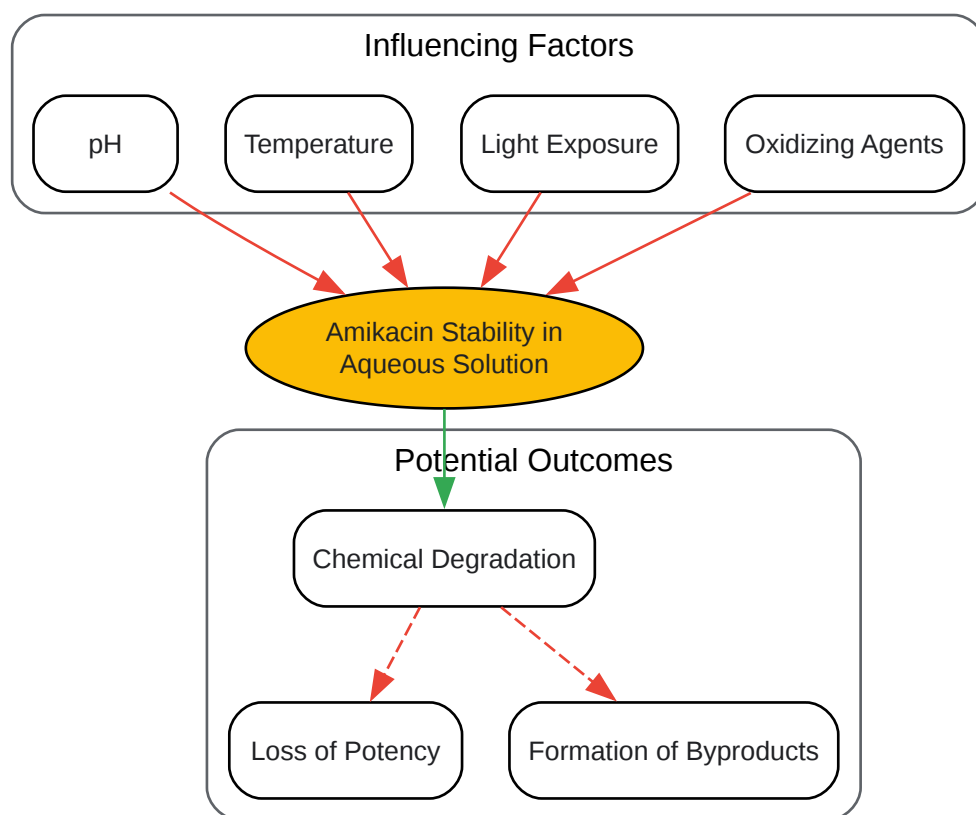 Influencing Factors
pH
Temperature
Light Exposure
Oxidizing Agents
Amikacin Stability in
Aqueous Solution
Potential Outcomes
Chemical Degradation
Loss of Potency
Formation of Byproducts